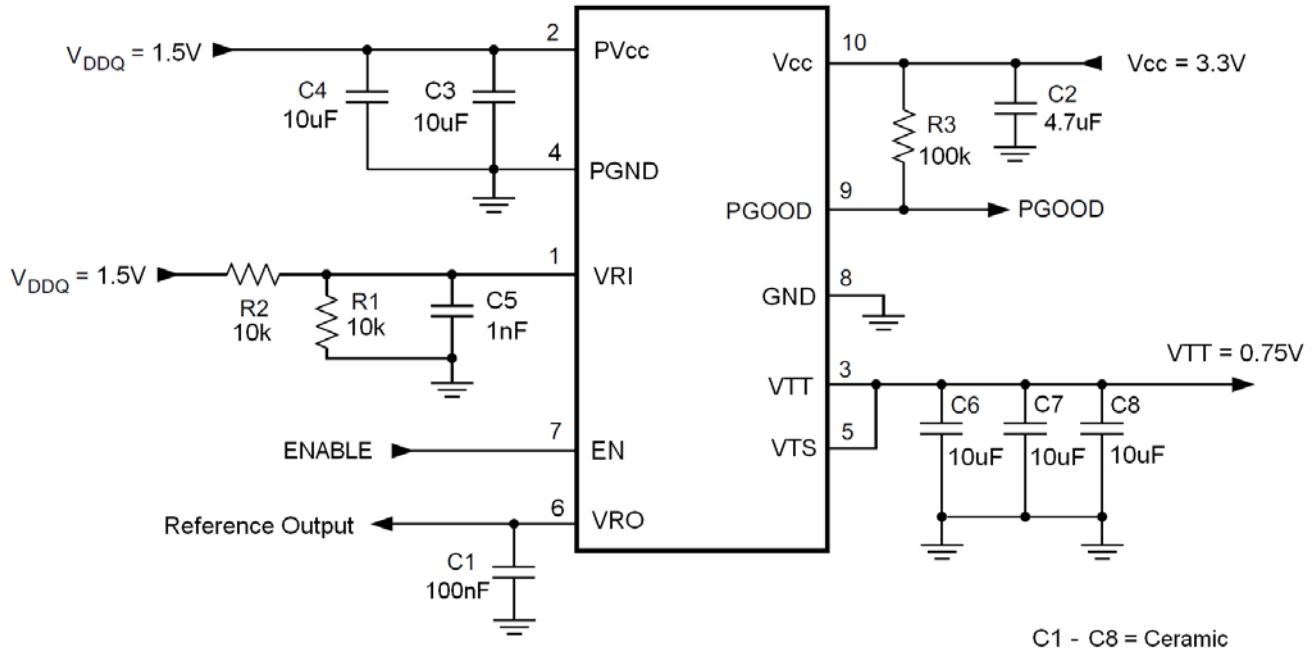 VDDQ = 1.5V
C4
10uF
C3
10uF
2
PVcc
4
PGND
VDDQ = 1.5V
R2
10k
R1
10k
C5
1nF
1
VRI
ENABLE
7
EN
Reference Output
6
VRO
C1
100nF
Vcc
10
Vcc = 3.3V
R3
100k
C2
4.7uF
PGOOD
9
PGOOD
GND
8
VTT
3
VTT = 0.75V
VTS
5
C6
10uF
C7
10uF
C8
10uF
C1 - C8 = Ceramic